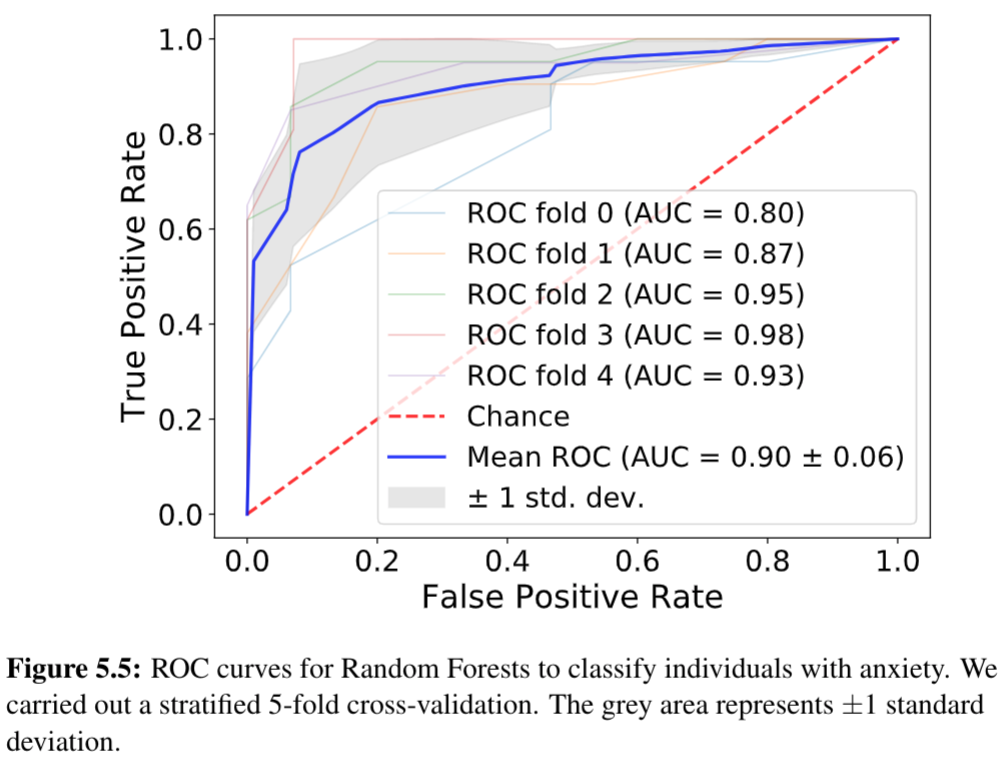 1.0
0.8
0.6
0.4
0.2
0.0
True Positive Rate
ROC fold 0 (AUC = 0.80)
ROC fold 1 (AUC = 0.87)
ROC fold 2 (AUC = 0.95)
ROC fold 3 (AUC = 0.98)
ROC fold 4 (AUC = 0.93)
Chance
Mean ROC (AUC = 0.90 ± 0.06)
± 1 std. dev.
0.0 0.2 0.4 0.6 0.8 1.0
False Positive Rate
Figure 5.5: ROC curves for Random Forests to classify individuals with anxiety. We
carried out a stratified 5-fold cross-validation. The grey area represents ±1 standard
deviation.